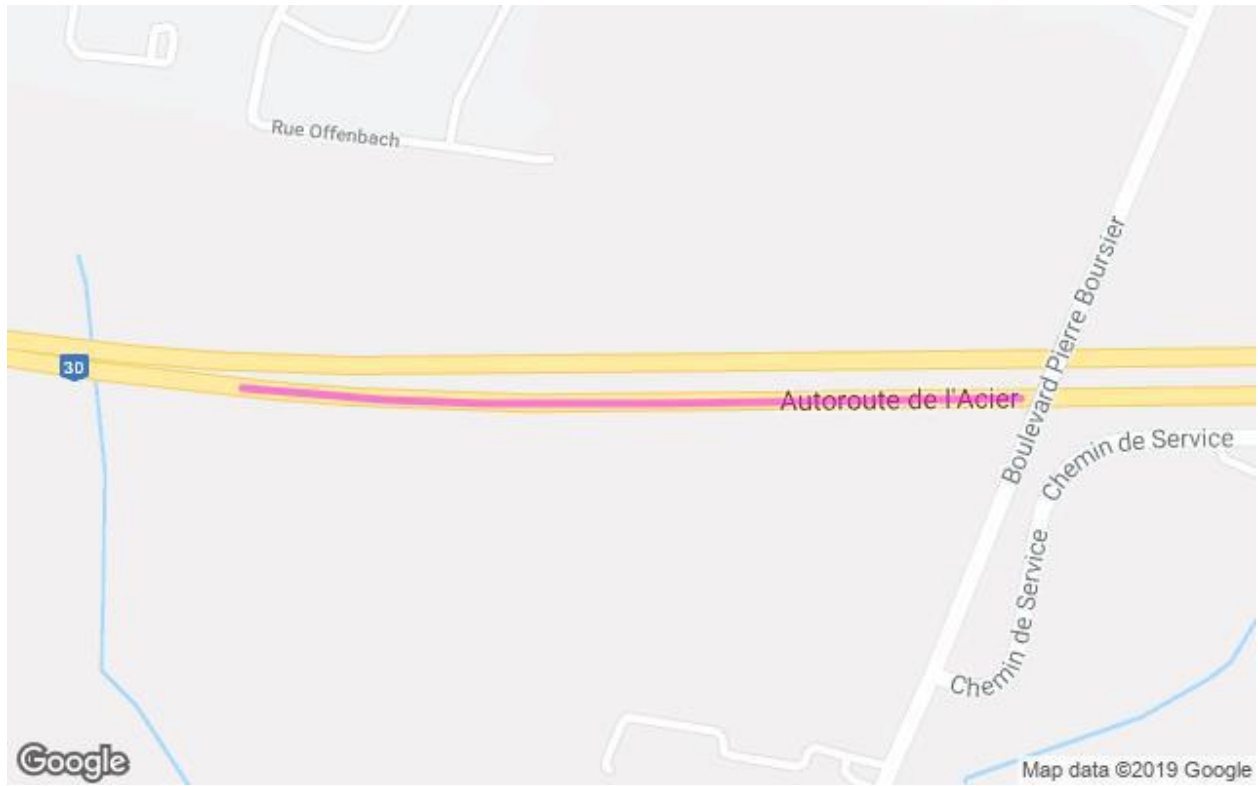 Rue Offenbach
30
Autoroute de l'Acier
Boulevard Pierre Boursier
Chemin de Service
Chemin de Service
Chemin de Service
Google
Map data ©2019 Google